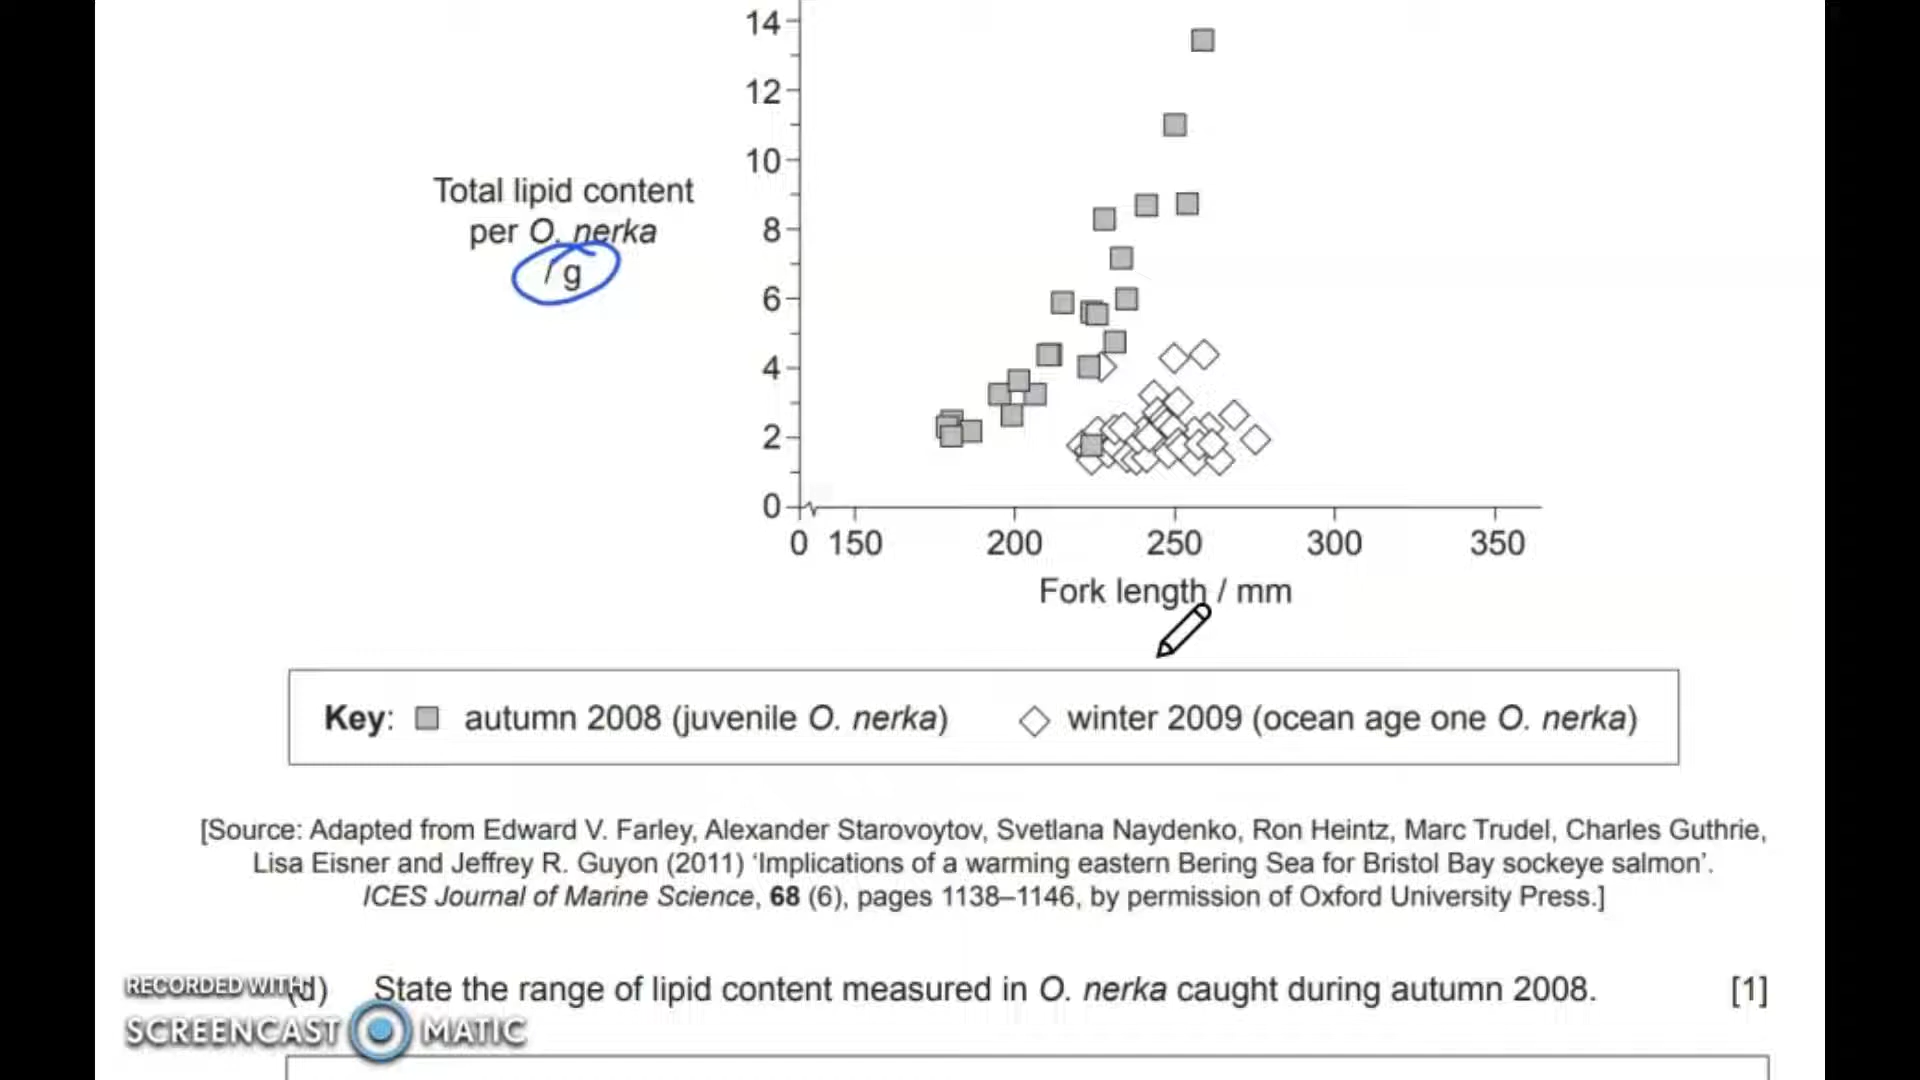 14
12
10
Total lipid content
per O. nerka
/ g
8
6
4
2
0
0 150 200 250 300 350
Fork length / mm
Key: autumn 2008 (juvenile O. nerka) winter 2009 (ocean age one O. nerka)
[Source: Adapted from Edward V. Farley, Alexander Starovoytov, Svetlana Naydenko, Ron Heintz, Marc Trudel, Charles Guthrie,
Lisa Eisner and Jeffrey R. Guyon (2011) ‘Implications of a warming eastern Bering Sea for Bristol Bay sockeye salmon’.
ICES Journal of Marine Science, 68 (6), pages 1138–1146, by permission of Oxford University Press.]
(d) State the range of lipid content measured in O. nerka caught during autumn 2008. [1]
RECORDED WITH
SCREENCAST MATIC